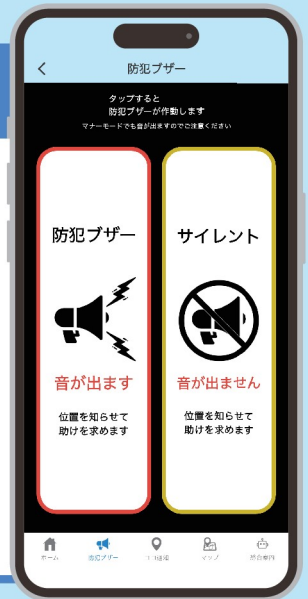 防犯ブザー
タップすると
防犯ブザーが作動します
マナーモードでも音が出ますのでご注意ください
防犯ブザー
音が出ます
位置を知らせて
助けを求めます
サイレント
音が出ません
位置を知らせて
助けを求めます
ホーム
防犯ブザー
マップ